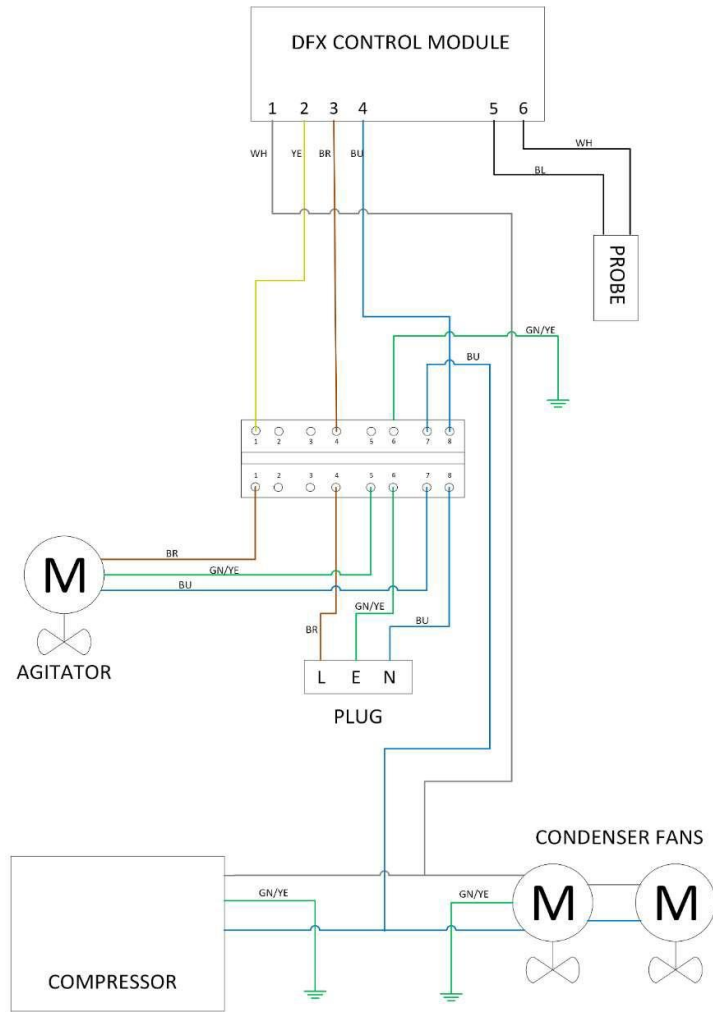 DFX CONTROL MODULE
1 2 3 4 5 6
WH YE BR BU
WH
BL
PROBE
GN/YE
BU
1 2 3 4 5 6 7 8
1 2 3 4 5 6 7 8
BR
M
GN/YE
BU
AGITATOR
GN/YE
BR
BU
L E N
PLUG
CONDENSER FANS
GN/YE
GN/YE
M M
COMPRESSOR